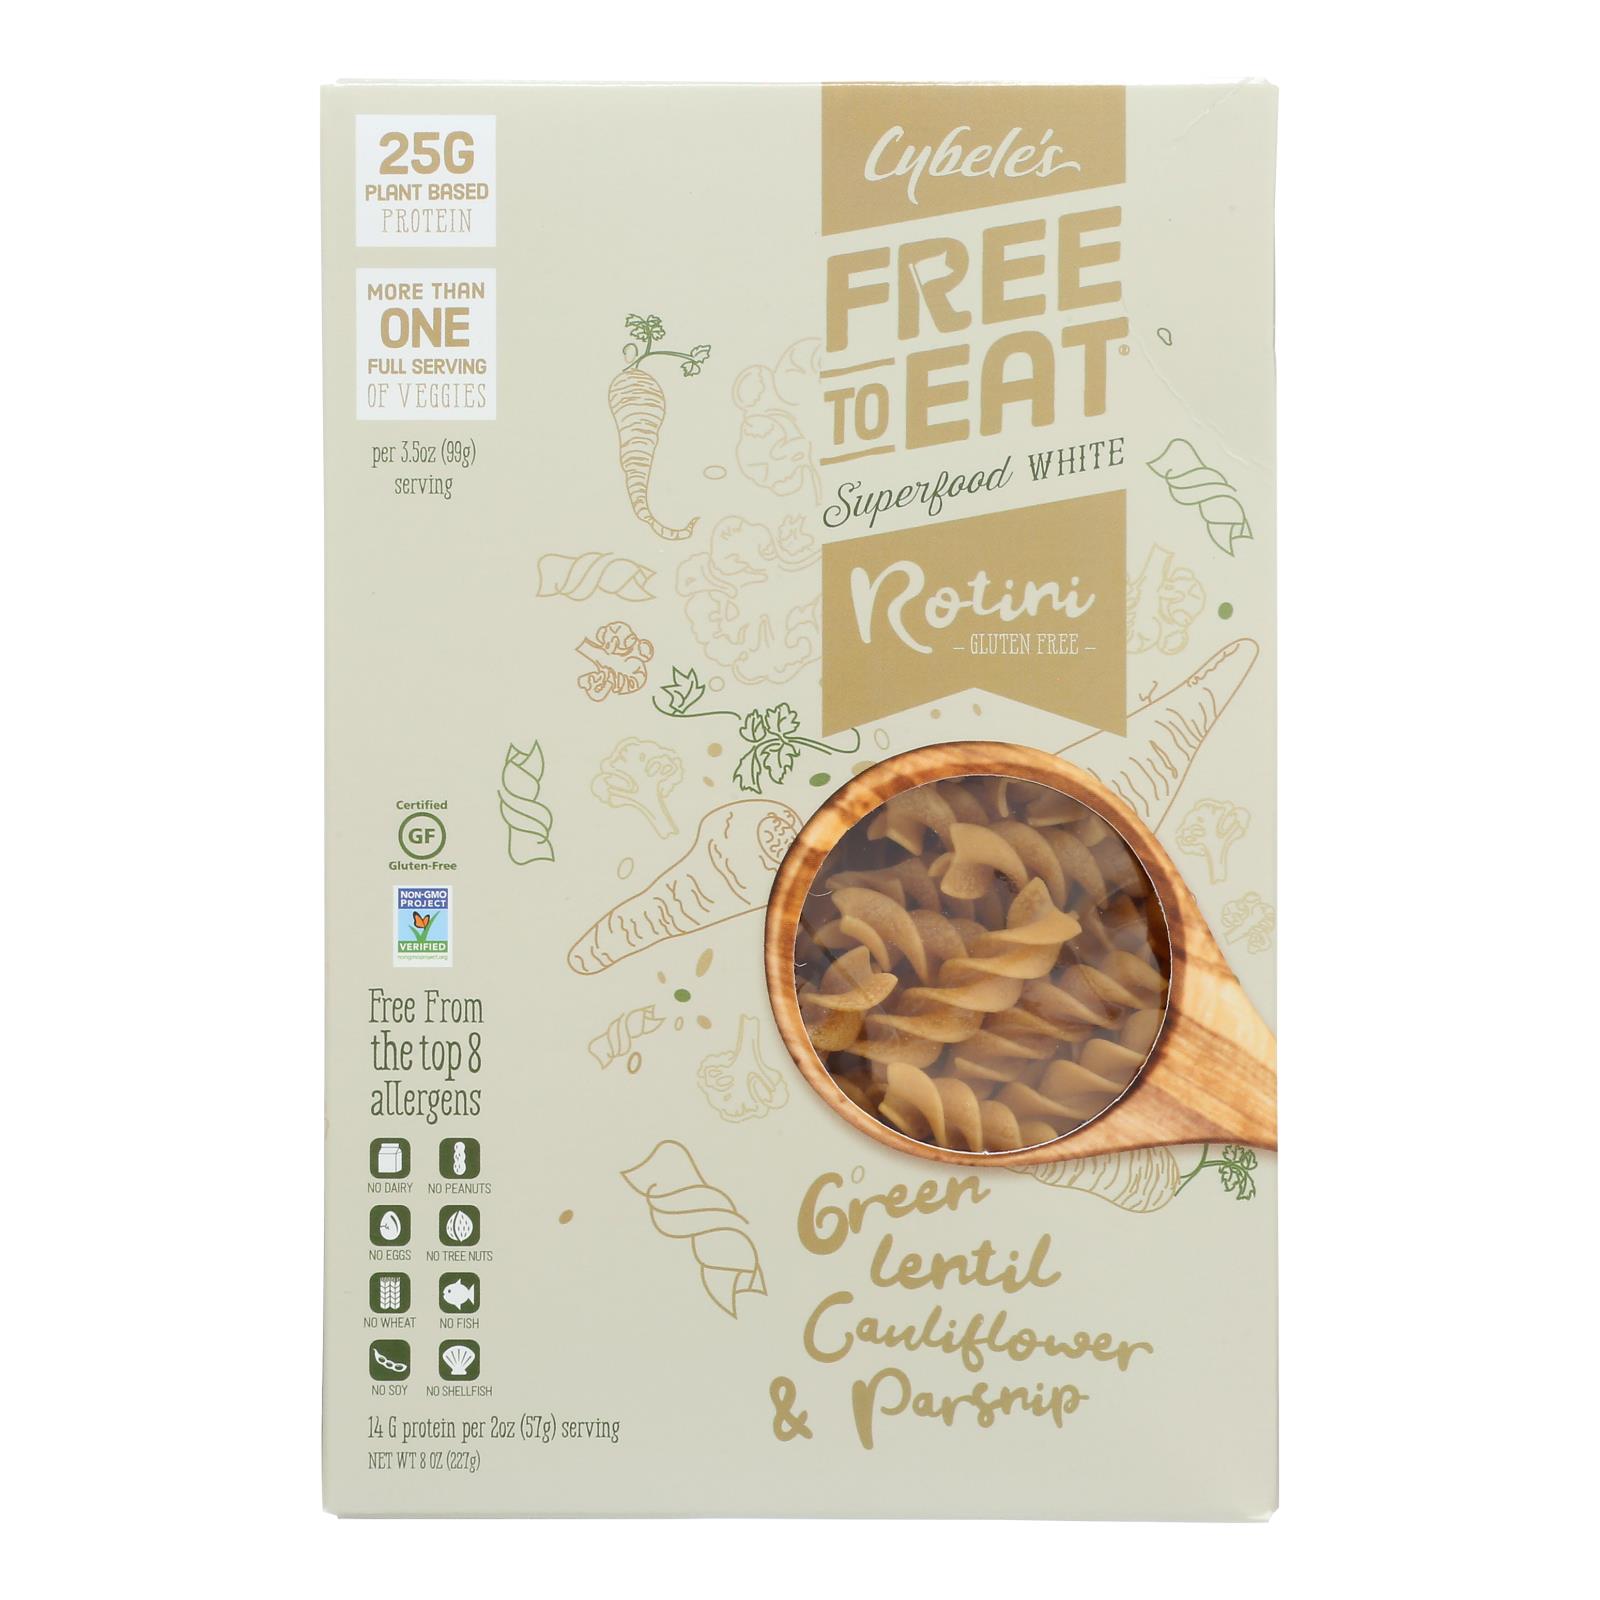 25G
PLANT BASED
PROTEIN
MORE THAN
ONE
FULL SERVING
OF VEGGIES
per 3.5oz (99g)
serving
Cybele's
FREE
TO EAT®
Superfood WHITE
Rotini
– GLUTEN FREE –
Certified
GF
Gluten-Free
NON-GMO
PROJECT
VERIFIED
nongmoproject.org
Free From
the top 8
allergens
NO DAIRY NO PEANUTS
NO EGGS NO TREE NUTS
NO WHEAT NO FISH
NO SOY NO SHELLFISH
Green
lentil
Cauliflower
& Parsnip
14 G protein per 2oz (57g) serving
NET WT 8 OZ (227g)